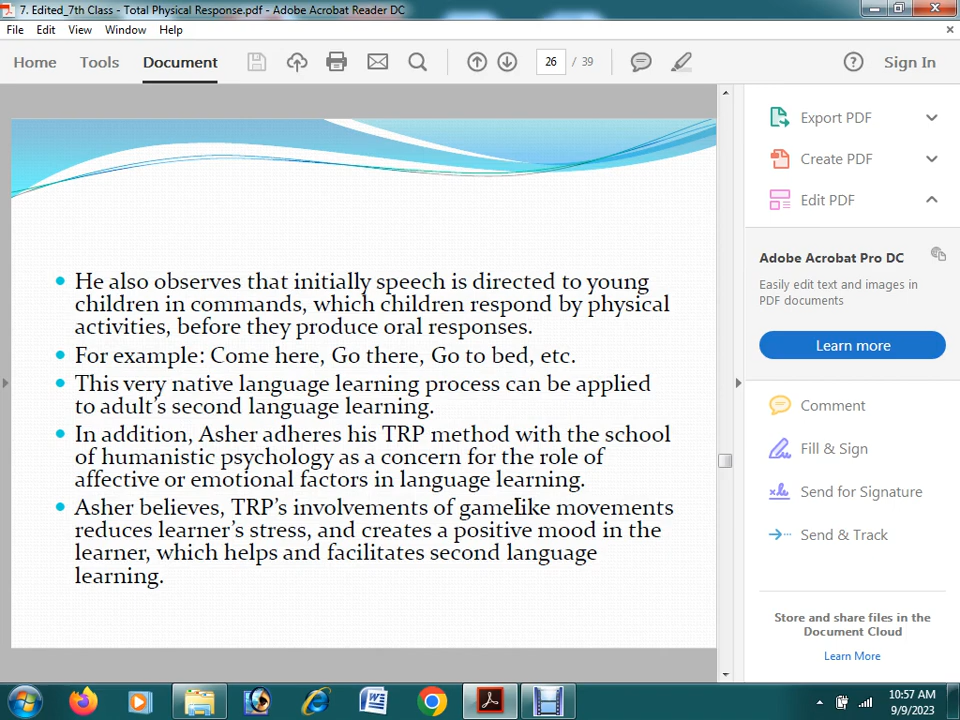 7. Edited_7th Class - Total Physical Response.pdf - Adobe Acrobat Reader DC
File Edit View Window Help
Home Tools Document 26 / 39 Sign In
Export PDF
Create PDF
Edit PDF
Adobe Acrobat Pro DC
Easily edit text and images in
PDF documents
Learn more
Comment
Fill & Sign
Send for Signature
Send & Track
Store and share files in the
Document Cloud
Learn More
• He also observes that initially speech is directed to young
children in commands, which children respond by physical
activities, before they produce oral responses.
• For example: Come here, Go there, Go to bed, etc.
• This very native language learning process can be applied
to adult's second language learning.
• In addition, Asher adheres his TRP method with the school
of humanistic psychology as a concern for the role of
affective or emotional factors in language learning.
• Asher believes, TRP's involvements of gamelike movements
reduces learner's stress, and creates a positive mood in the
learner, which helps and facilitates second language
learning.
10:57 AM
9/9/2023